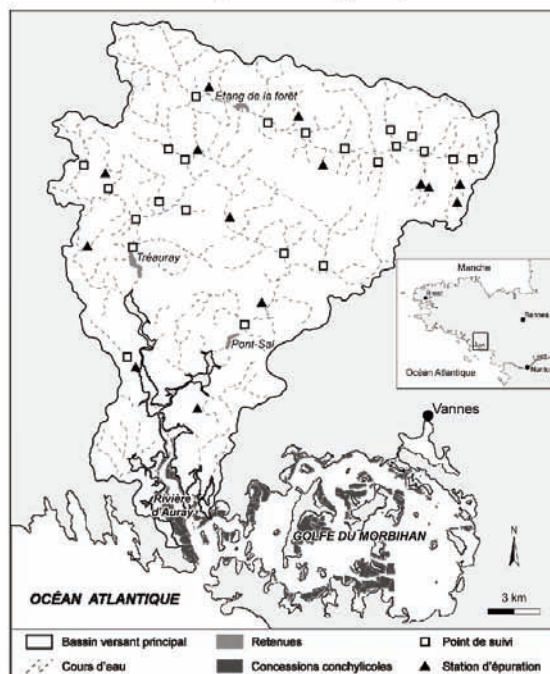 Etang de la forêt
Tréauray
Pont-Sal
Manche
Brest
Rennes
Océan Atlantique
Vannes
Rivière
d'Auray
GOLFE DU MORBIHAN
N
3 km
OCÉAN ATLANTIQUE
Bassin versant principal
Retenues
Point de suivi
Cours d'eau
Concessions conchylicoles
Station d'épuration